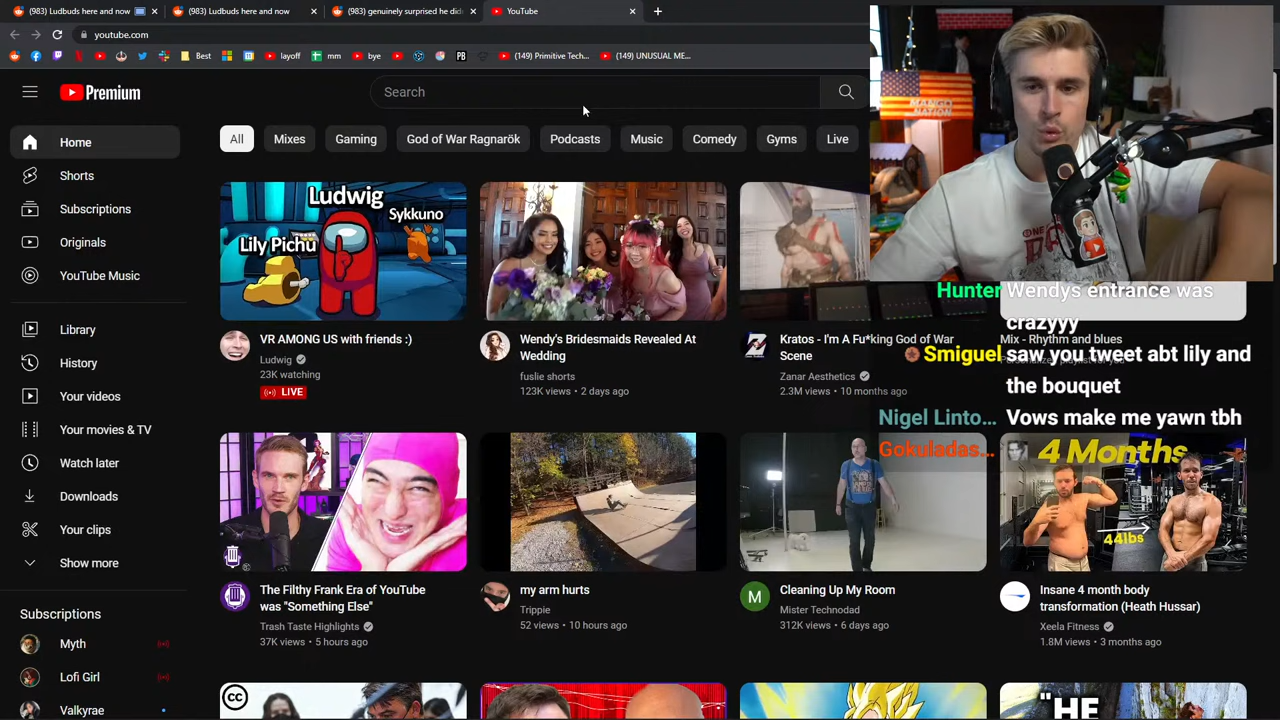 (983) Ludbuds here and now
(983) Ludbuds here and now
(983) genuinely surprised he did
YouTube
youtube.com
Best
layoff
mm
bye
PB
(149) Primitive Tech...
(149) UNUSUAL ME...
Premium
Search
MANGO
NATION
All
Mixes
Gaming
God of War Ragnarök
Podcasts
Music
Comedy
Gyms
Live
Home
Shorts
Subscriptions
Originals
YouTube Music
Library
History
Your videos
Your movies & TV
Watch later
Downloads
Your clips
Show more
Subscriptions
Myth
Lofi Girl
Valkyrae
Ludwig
Sykkuno
Lily Pichu
VR AMONG US with friends :)
Ludwig
23K watching
LIVE
Wendy's Bridesmaids Revealed At
Wedding
fuslie shorts
123K views • 2 days ago
Kratos - I'm A Fu*king God of War
Scene
Zanar Aesthetics
2.3M views • 10 months ago
Mix - Rhythm and blues
Hunter Wendys entrance was
crazyyy
Smiguel saw you tweet abt lily and
the bouquet
Nigel Linto... Vows make me yawn tbh
Gokuladas...
The Filthy Frank Era of YouTube
was "Something Else"
Trash Taste Highlights
37K views • 5 hours ago
my arm hurts
Trippie
52 views • 10 hours ago
M
Cleaning Up My Room
Mister Technodad
312K views • 6 days ago
4 Months
44lbs
Insane 4 month body
transformation (Heath Hussar)
Xeela Fitness
1.8M views • 3 months ago
CC
"HE